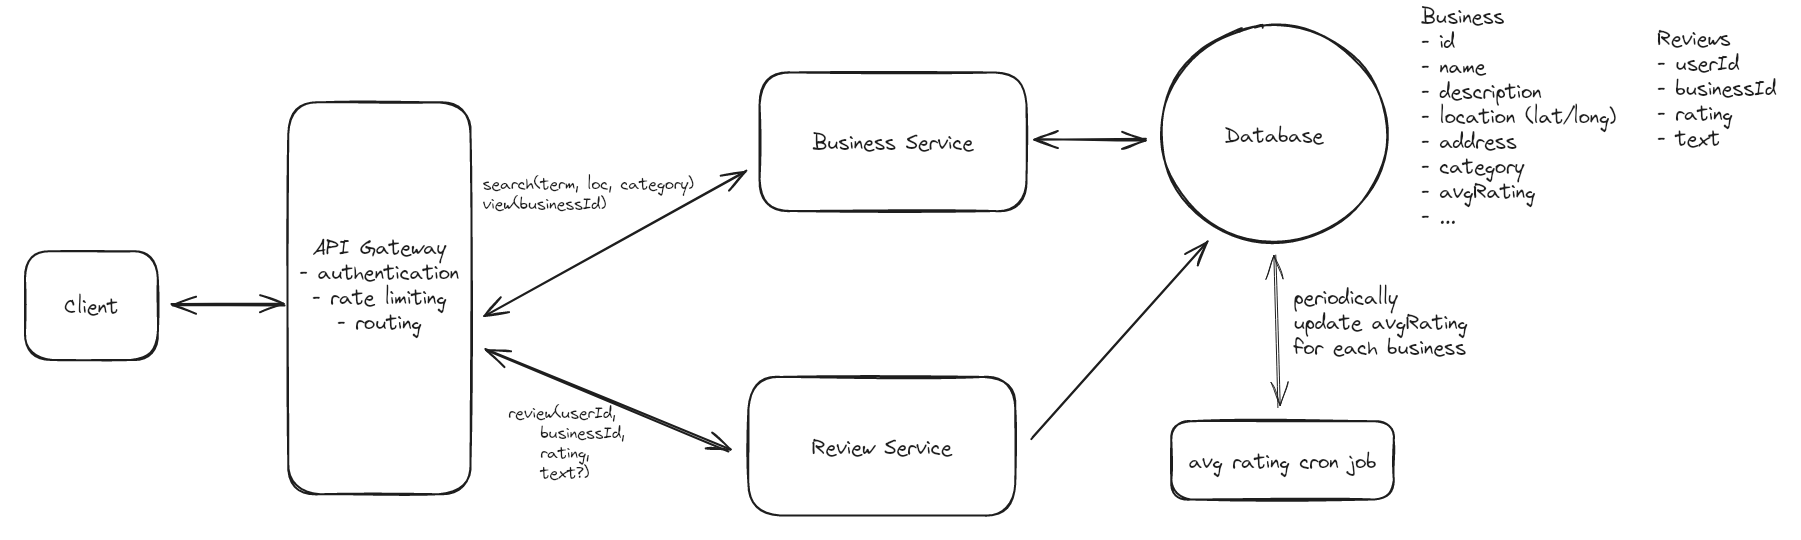 Client
API Gateway
- authentication
- rate limiting
- routing
search(term, loc, category)
view(businessId)
review(userId,
businessId,
rating,
text?)
Business Service
Review Service
Database
periodically
update avgRating
for each business
avg rating cron job
Business
- id
- name
- description
- location (lat/long)
- address
- category
- avgRating
- ...
Reviews
- userId
- businessId
- rating
- text